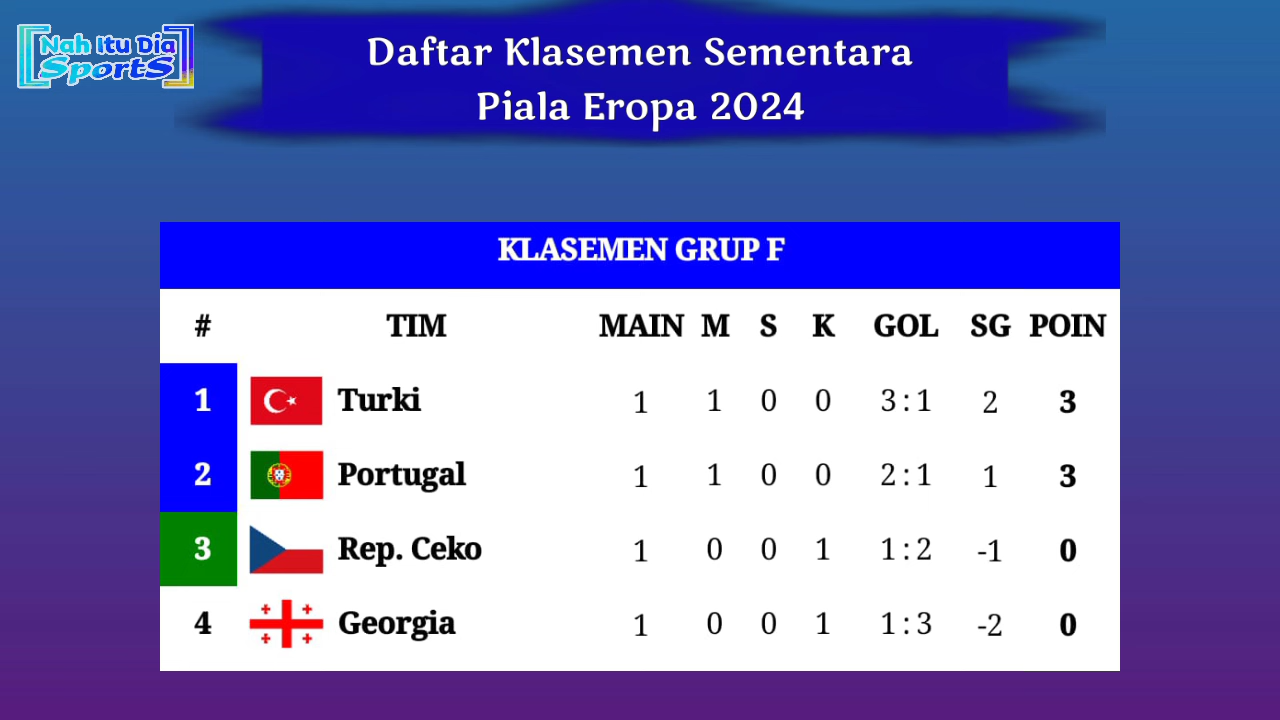 Nah Itu Dia
Sports
Daftar Klasemen Sementara
Piala Eropa 2024
KLASEMEN GRUP F
# TIM MAIN M S K GOL SG POIN
1 Turki 1 1 0 0 3:1 2 3
2 Portugal 1 1 0 0 2:1 1 3
3 Rep. Ceko 1 0 0 1 1:2 -1 0
4 Georgia 1 0 0 1 1:3 -2 0